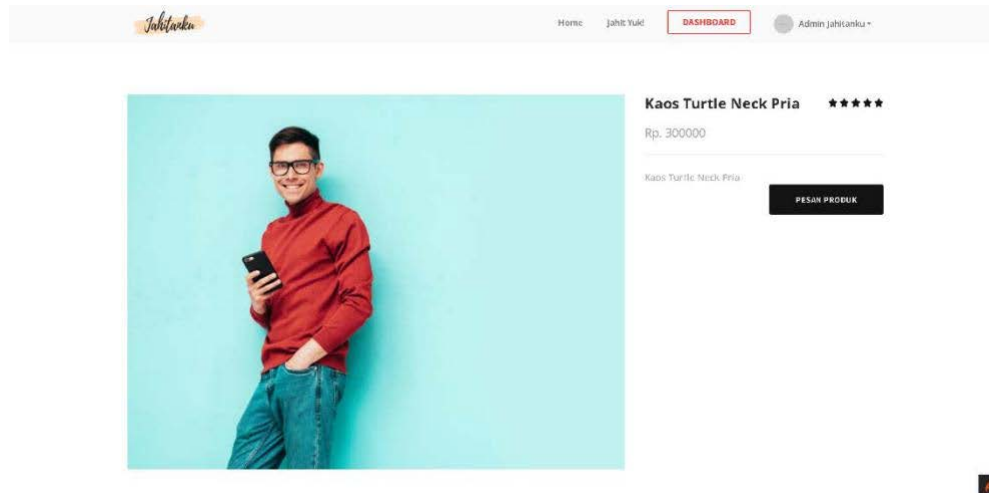 Jahitanku
Home Jahit Yuk! DASHBOARD Admin Jahitanku
Kaos Turtle Neck Pria ★★★★★
Rp. 300000
Kaos Turtle Neck Pria
PESAN PRODUK